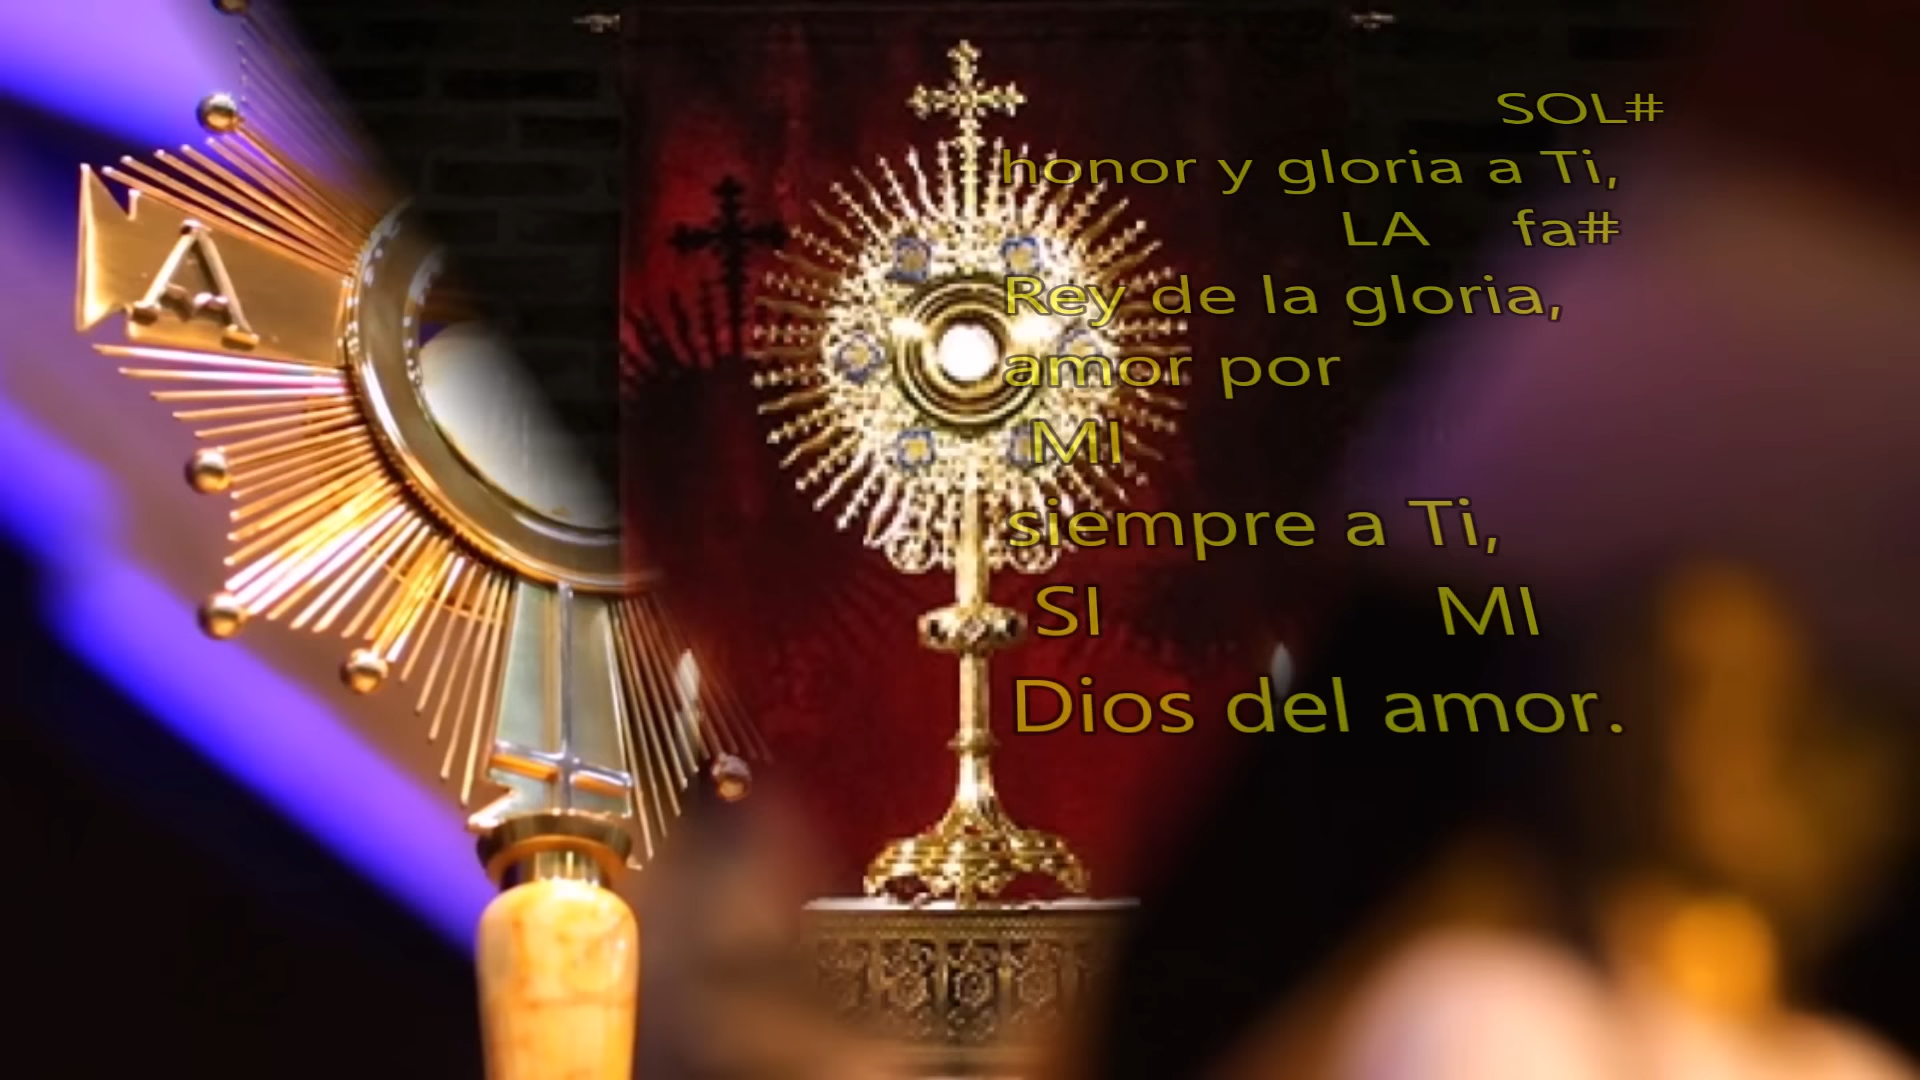 SOL#
honor y gloria a Ti,
LA fa#
Rey de la gloria,
amor por
MI
siempre a Ti,
SI MI
Dios del amor.
A